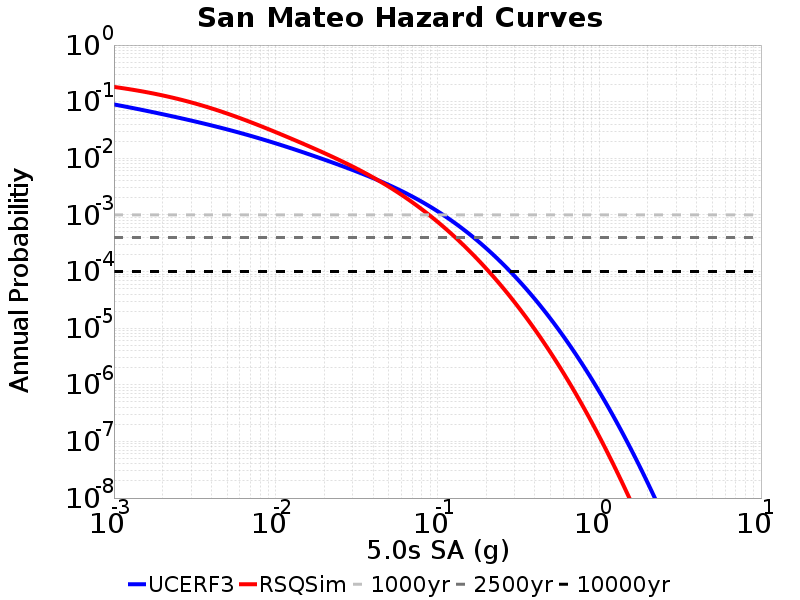 San Mateo Hazard Curves
Annual Probabilitiy
10^0
10^-1
10^-2
10^-3
10^-4
10^-5
10^-6
10^-7
10^-8
10^-3 10^-2 10^-1 10^0 10^1
5.0s SA (g)
UCERF3 RSQSim 1000yr 2500yr 10000yr